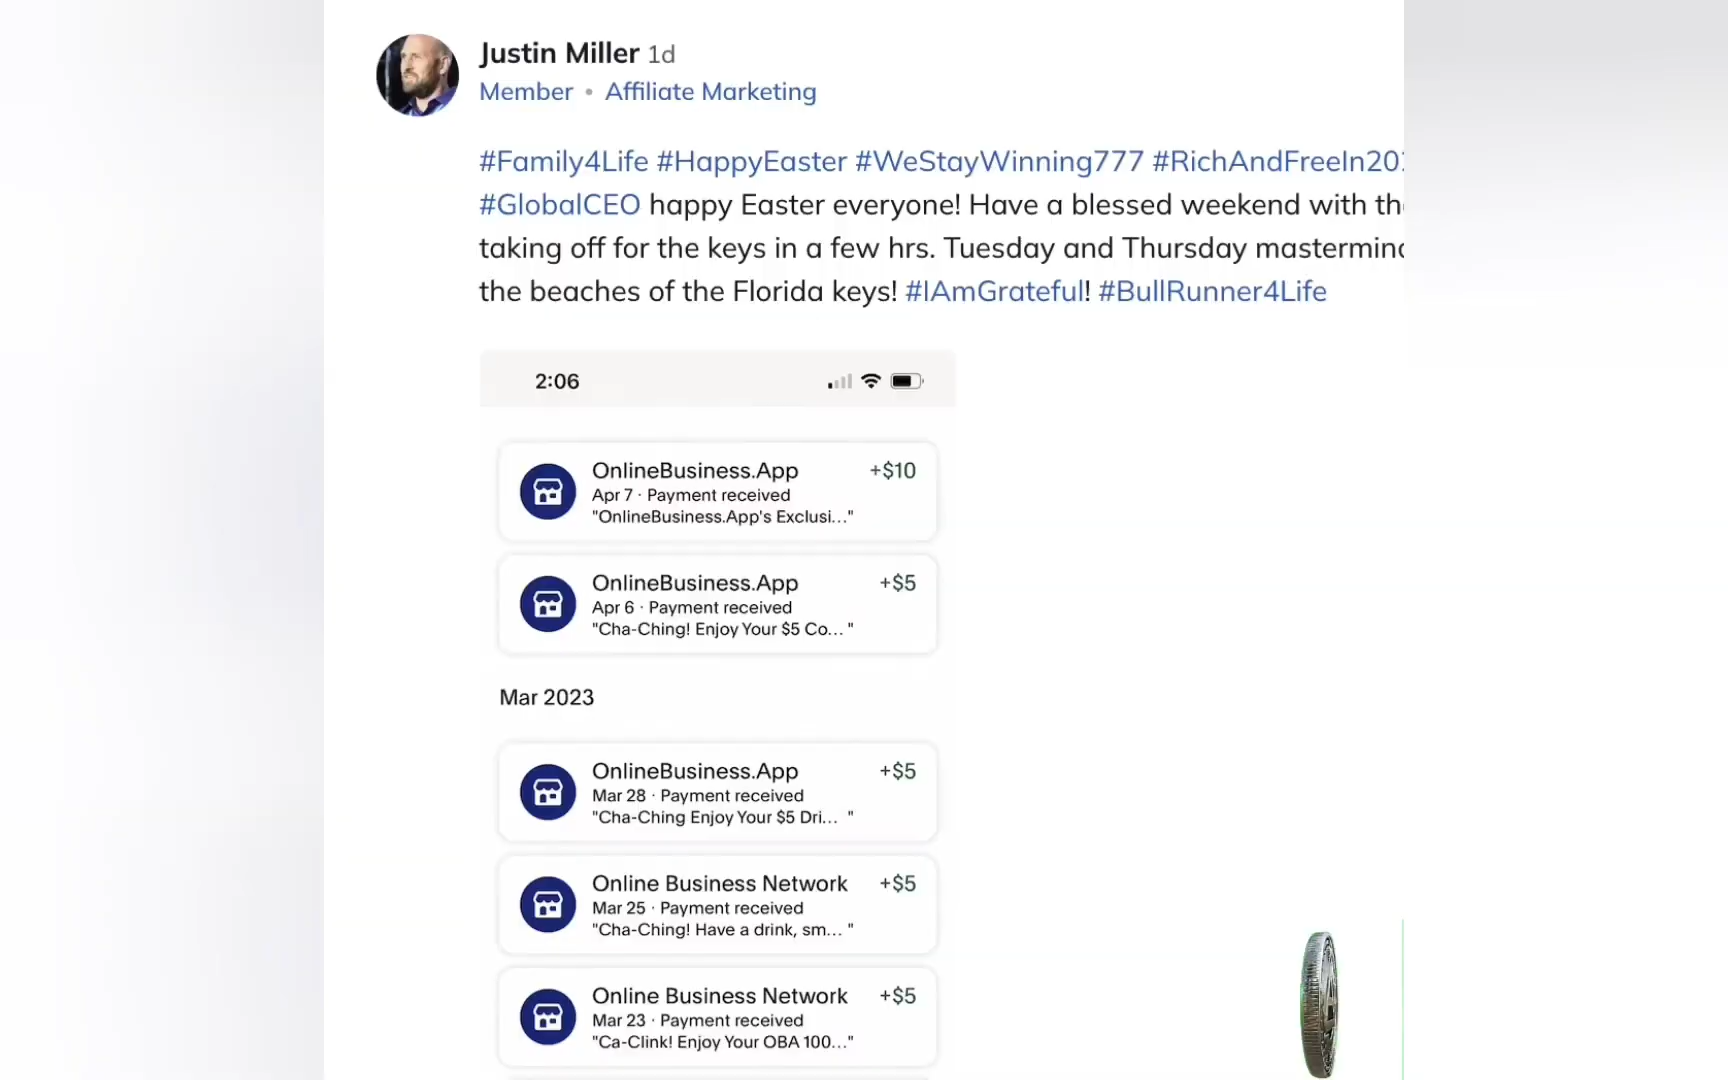 Justin Miller 1d
Member • Affiliate Marketing
#Family4Life #HappyEaster #WeStayWinning777 #RichAndFreeIn20
#GlobalCEO happy Easter everyone! Have a blessed weekend with
taking off for the keys in a few hrs. Tuesday and Thursday mastermind
the beaches of the Florida keys! #IAmGrateful! #BullRunner4Life
2:06
OnlineBusiness.App +$10
Apr 7 · Payment received
"OnlineBusiness.App's Exclusi..."
OnlineBusiness.App +$5
Apr 6 · Payment received
"Cha-Ching! Enjoy Your $5 Co... "
Mar 2023
OnlineBusiness.App +$5
Mar 28 · Payment received
"Cha-Ching Enjoy Your $5 Dri... "
Online Business Network +$5
Mar 25 · Payment received
"Cha-Ching! Have a drink, sm... "
Online Business Network +$5
Mar 23 · Payment received
"Ca-Clink! Enjoy Your OBA 100..."